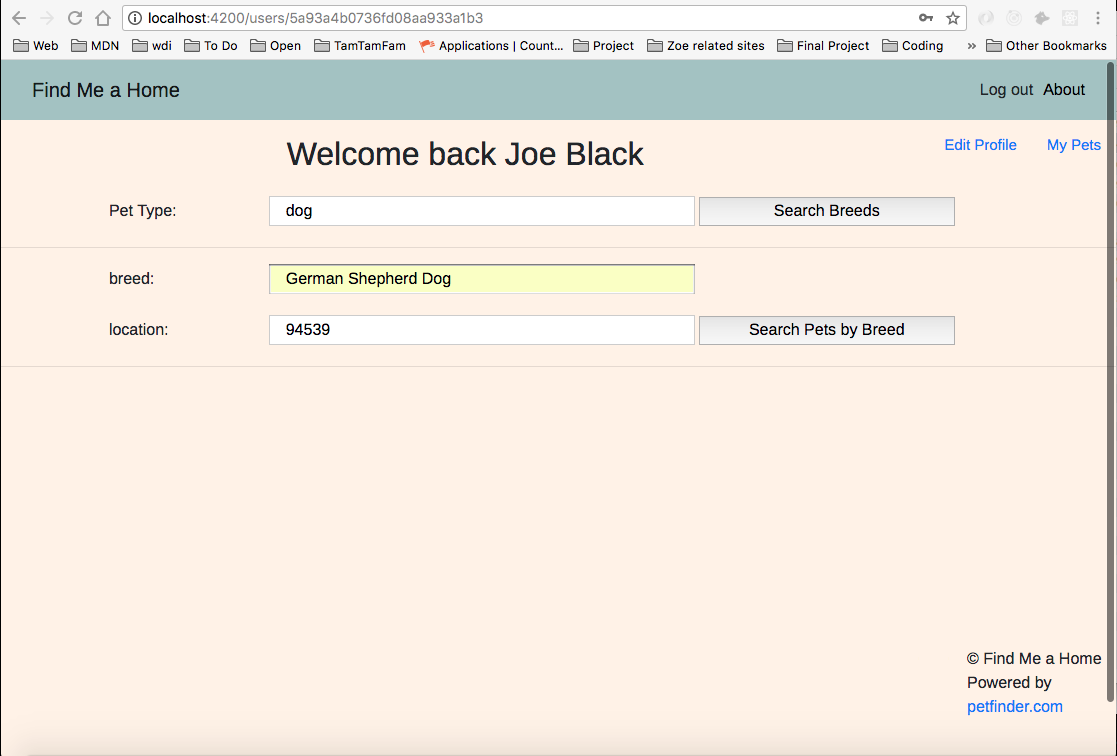 localhost:4200/users/5a93a4b0736fd08aa933a1b3
Web MDN wdi To Do Open TamTamFam Applications | Count... Project Zoe related sites Final Project Coding » Other Bookmarks
Find Me a Home Log out About
Welcome back Joe Black Edit Profile My Pets
Pet Type: dog Search Breeds
breed: German Shepherd Dog
location: 94539 Search Pets by Breed
© Find Me a Home
Powered by
petfinder.com